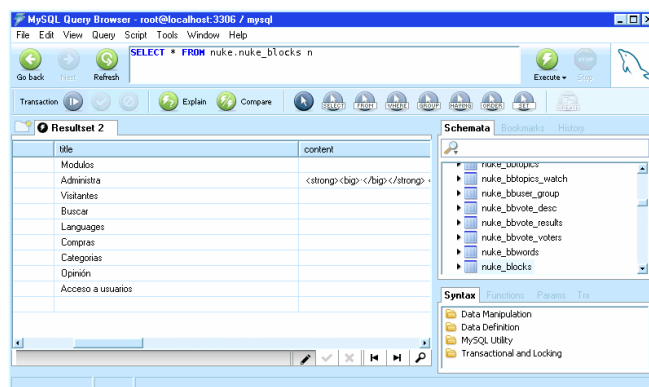 MySQL Query Browser - root@localhost:3306 / mysql
File Edit View Query Script Tools Window Help
SELECT * FROM nuke.nuke_blocks n
Go back Next Refresh Execute Stop
Transaction Explain Compare SELECT FROM WHERE GROUP HAVING ORDER SET
Resultset 2
title content
Modulos
Administra <strong><big>·</big></strong>
Visitantes
Buscar
Languages
Compras
Categorias
Opinión
Acceso a usuarios
Schemata Bookmarks History
nuke_bbtopics
nuke_bbtopics_watch
nuke_bbuser_group
nuke_bbvote_desc
nuke_bbvote_results
nuke_bbvote_voters
nuke_bbwords
nuke_blocks
Syntax Functions Params Trx
Data Manipulation
Data Definition
MySQL Utility
Transactional and Locking